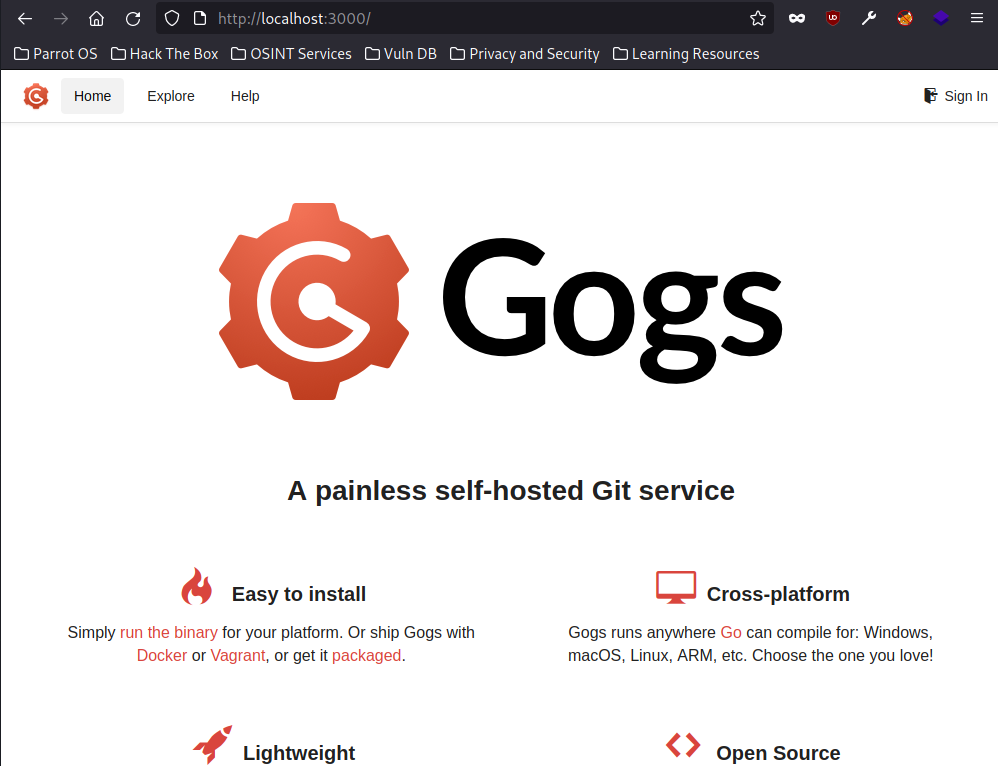 http://localhost:3000/
Parrot OS Hack The Box OSINT Services Vuln DB Privacy and Security Learning Resources
Home Explore Help Sign In
Gogs
A painless self-hosted Git service
Easy to install
Simply run the binary for your platform. Or ship Gogs with
Docker or Vagrant, or get it packaged.
Cross-platform
Gogs runs anywhere Go can compile for: Windows,
macOS, Linux, ARM, etc. Choose the one you love!
Lightweight
Open Source